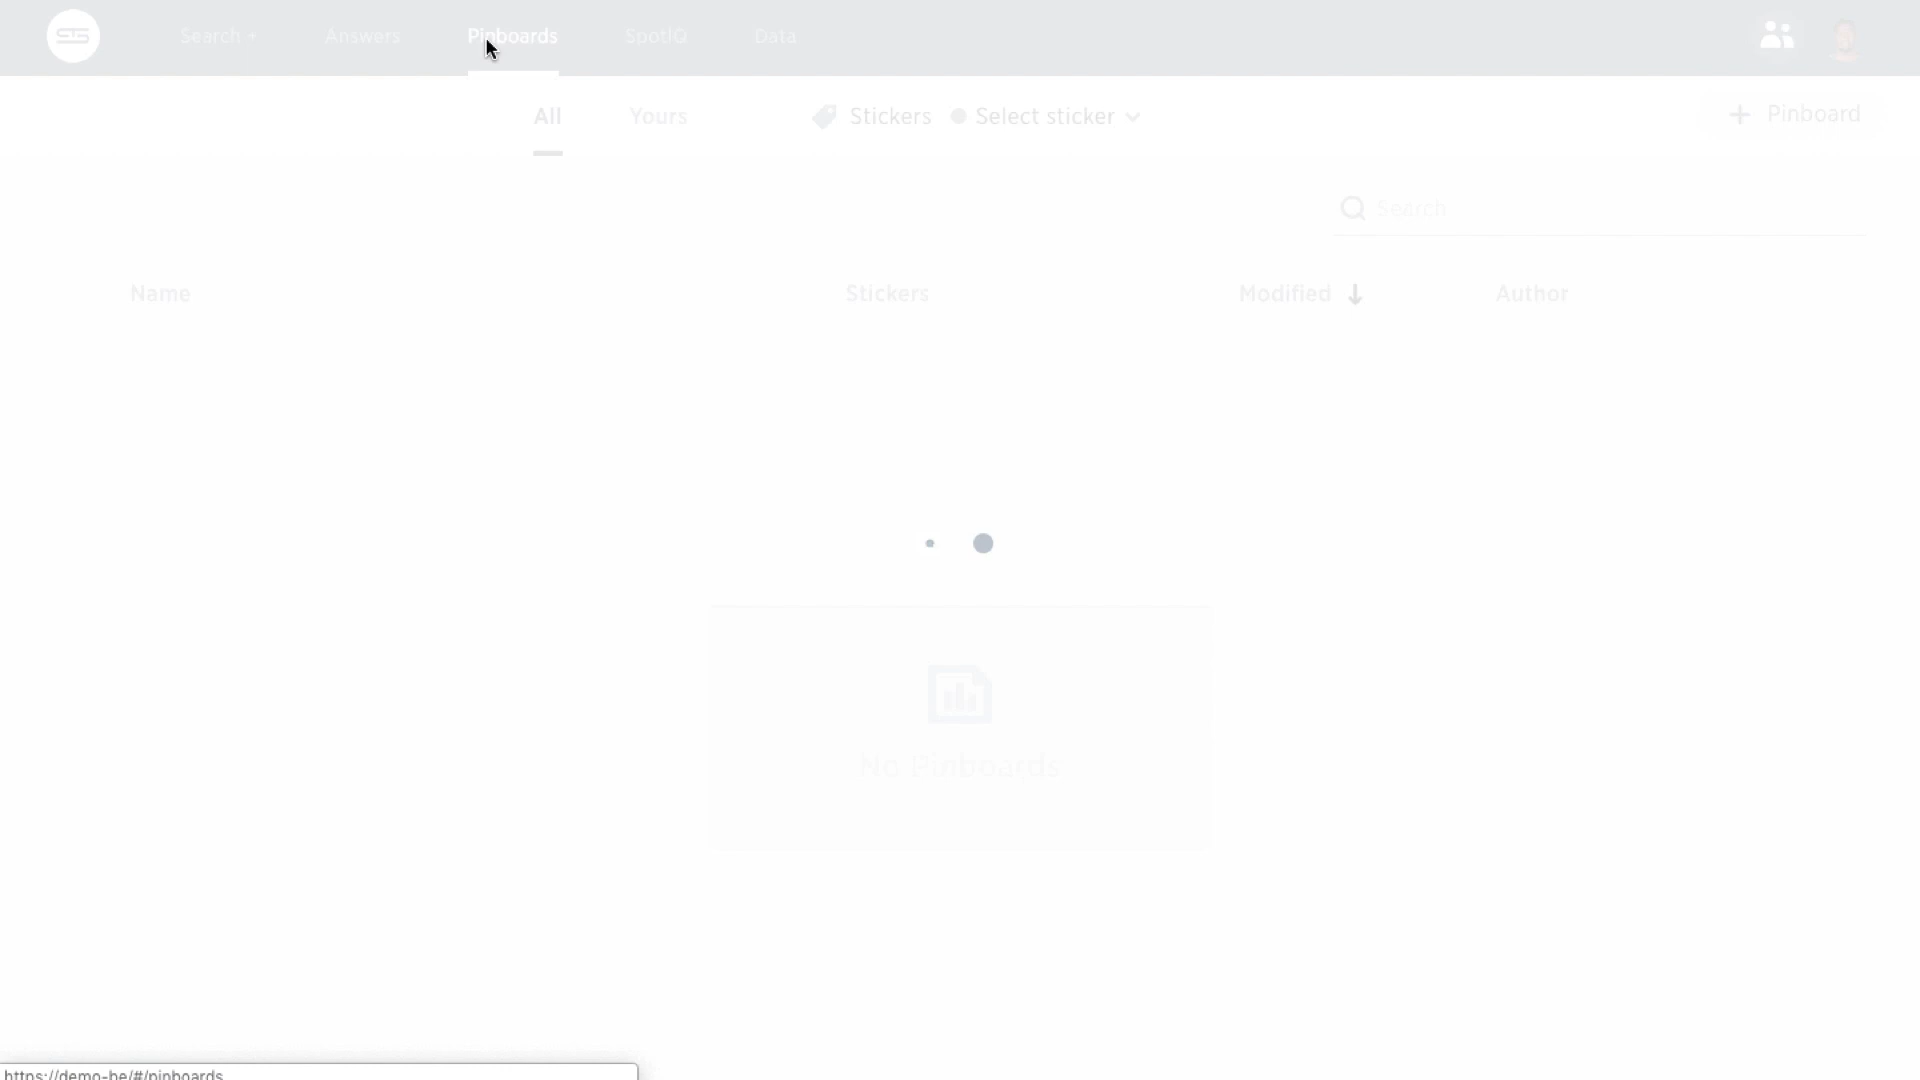 Search + Answers Pinboards SpotIQ Data
All Yours Stickers Select sticker + Pinboard
Search
Name Stickers Modified Author
No Pinboards
https://demo-be/#/pinboards